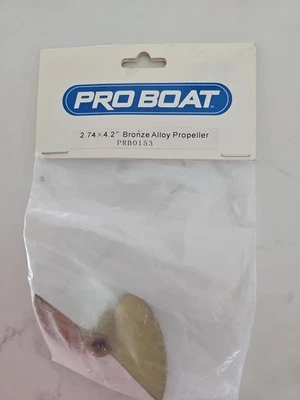 PRO BOAT
2.74×4.2" Bronze Alloy Propeller
PRB0153